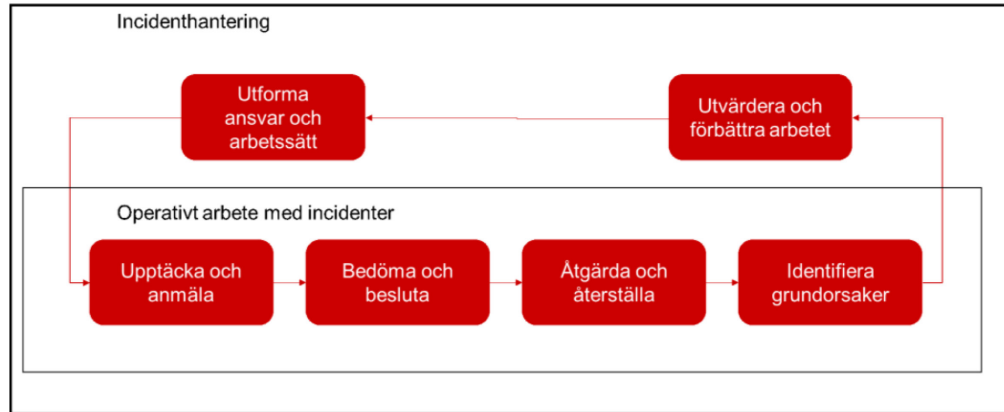 Incidenthantering
Utforma
ansvar och
arbetssätt
Utvärdera och
förbättra arbetet
Operativt arbete med incidenter
Upptäcka och
anmäla
Bedöma och
besluta
Åtgärda och
återställa
Identifiera
grundorsaker